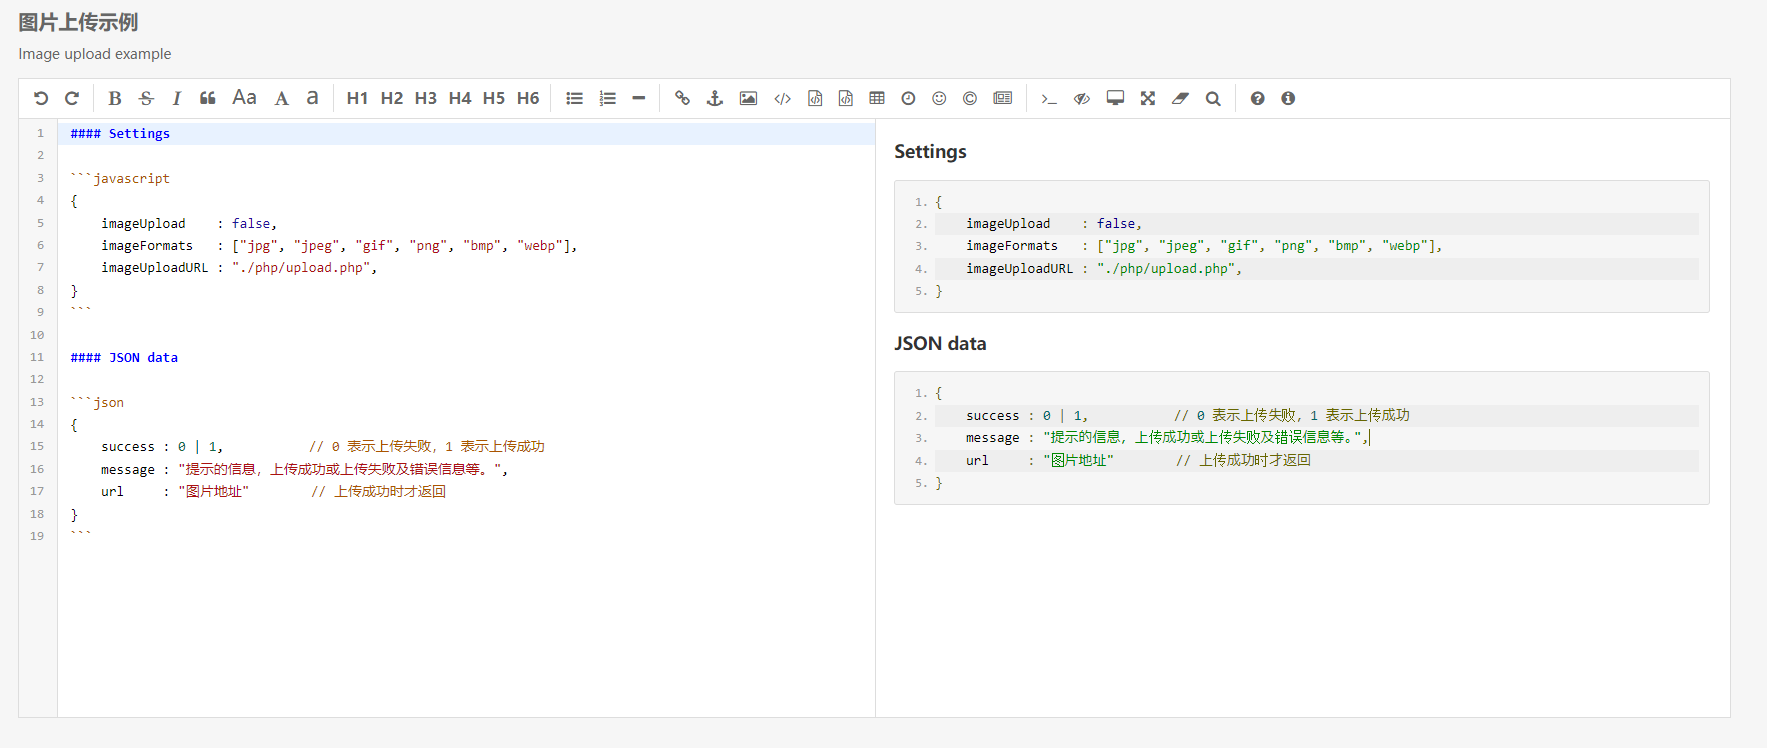 图片上传示例
Image upload example
B S I Aa A a H1 H2 H3 H4 H5 H6
1 #### Settings
2
3 ```javascript
4 {
5     imageUpload    : false,
6     imageFormats   : ["jpg", "jpeg", "gif", "png", "bmp", "webp"],
7     imageUploadURL : "./php/upload.php",
8 }
9 ```
10
11 #### JSON data
12
13 ```json
14 {
15     success : 0 | 1,           // 0 表示上传失败，1 表示上传成功
16     message : "提示的信息，上传成功或上传失败及错误信息等。",
17     url     : "图片地址"        // 上传成功时才返回
18 }
19 ```
Settings
1. {
2.     imageUpload    : false,
3.     imageFormats   : ["jpg", "jpeg", "gif", "png", "bmp", "webp"],
4.     imageUploadURL : "./php/upload.php",
5. }
JSON data
1. {
2.     success : 0 | 1,           // 0 表示上传失败，1 表示上传成功
3.     message : "提示的信息，上传成功或上传失败及错误信息等。",
4.     url     : "图片地址"        // 上传成功时才返回
5. }